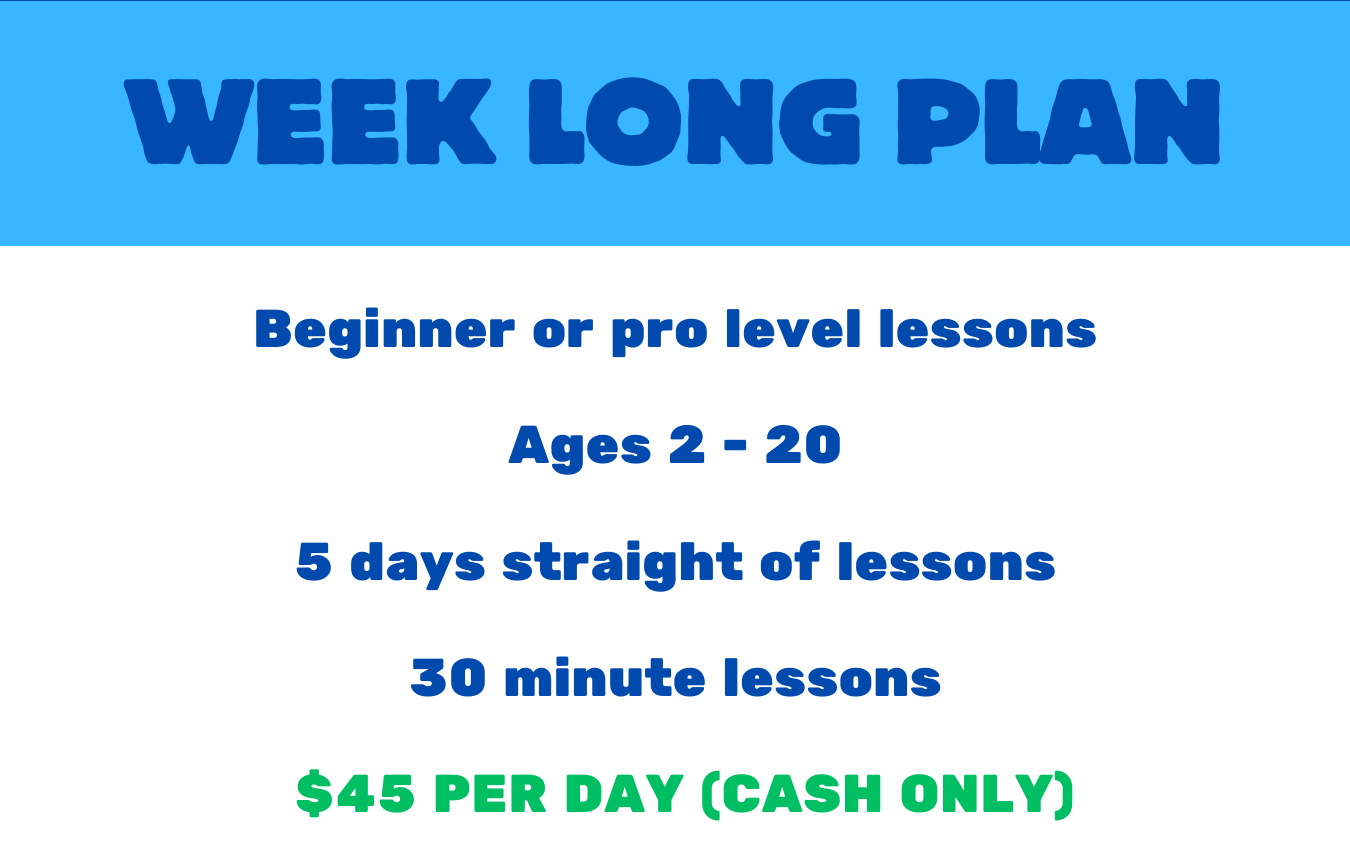 WEEK LONG PLAN
Beginner or pro level lessons
Ages 2 - 20
5 days straight of lessons
30 minute lessons
$45 PER DAY (CASH ONLY)